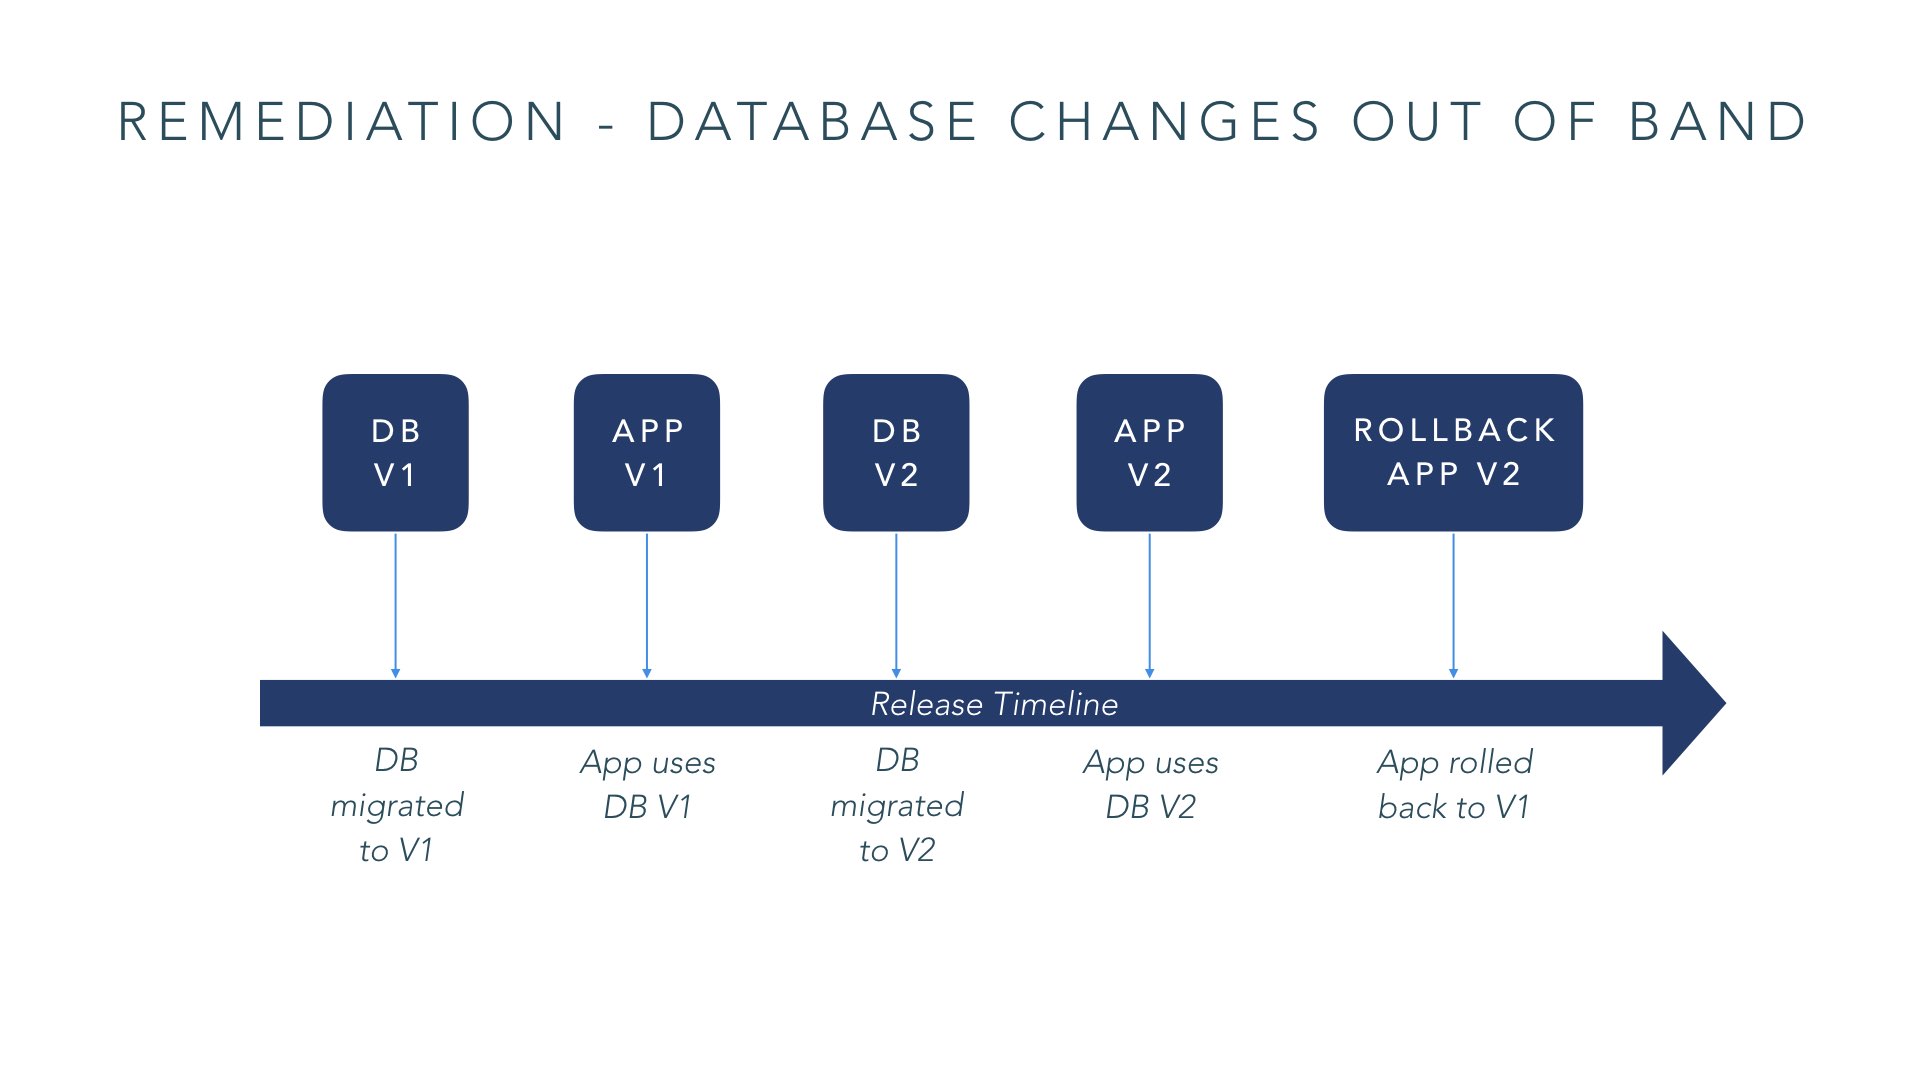 REMEDIATION - DATABASE CHANGES OUT OF BAND
DB
V1
APP
V1
DB
V2
APP
V2
ROLLBACK
APP V2
Release Timeline
DB
migrated
to V1
App uses
DB V1
DB
migrated
to V2
App uses
DB V2
App rolled
back to V1